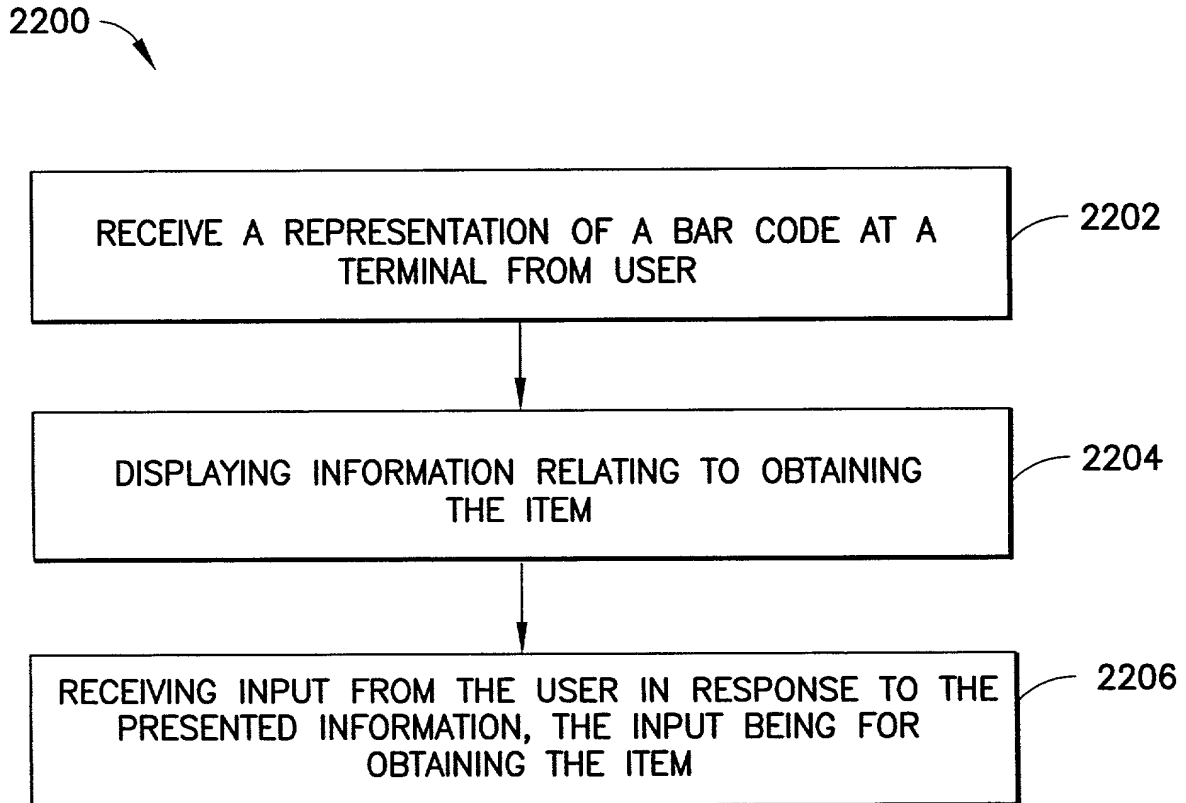 2200
RECEIVE A REPRESENTATION OF A BAR CODE AT A
TERMINAL FROM USER
2202
DISPLAYING INFORMATION RELATING TO OBTAINING
THE ITEM
2204
RECEIVING INPUT FROM THE USER IN RESPONSE TO THE
PRESENTED INFORMATION, THE INPUT BEING FOR
OBTAINING THE ITEM
2206